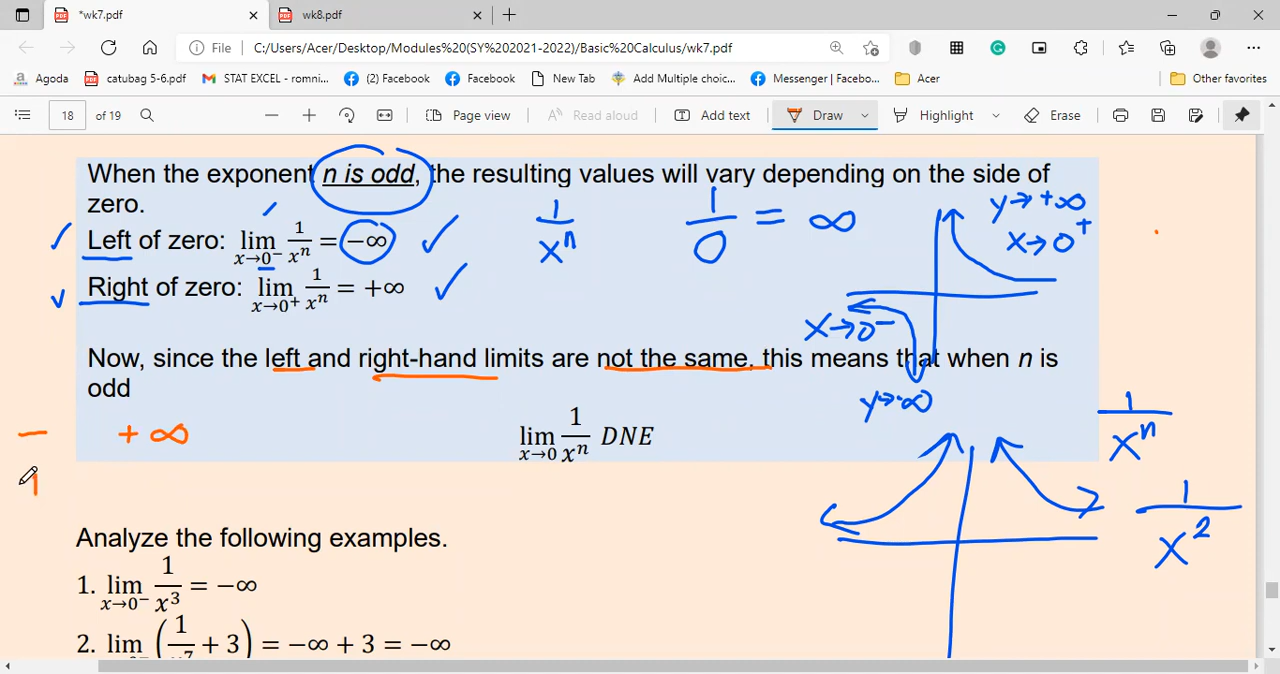 *wk7.pdf
wk8.pdf
File C:/Users/Acer/Desktop/Modules%20(SY%202021-2022)/Basic%20Calculus/wk7.pdf
Agoda catubag 5-6.pdf STAT EXCEL - romni... (2) Facebook Facebook New Tab Add Multiple choic... Messenger | Facebo... Acer Other favorites
18 of 19 Page view Read aloud Add text Draw Highlight Erase
When the exponent n is odd, the resulting values will vary depending on the side of
zero.
Left of zero: lim x→0⁻ 1/xⁿ = −∞
Right of zero: lim x→0⁺ 1/xⁿ = +∞
1/xⁿ
1/0 = ∞
y→+∞
x→0⁺
x→0⁻
y→-∞
Now, since the left and right-hand limits are not the same, this means that when n is
odd
lim x→0 1/xⁿ DNE
− + ∞
1/xⁿ
1/x²
Analyze the following examples.
1. lim x→0⁻ 1/x³ = −∞
2. lim (1/x⁷ + 3) = −∞ + 3 = −∞